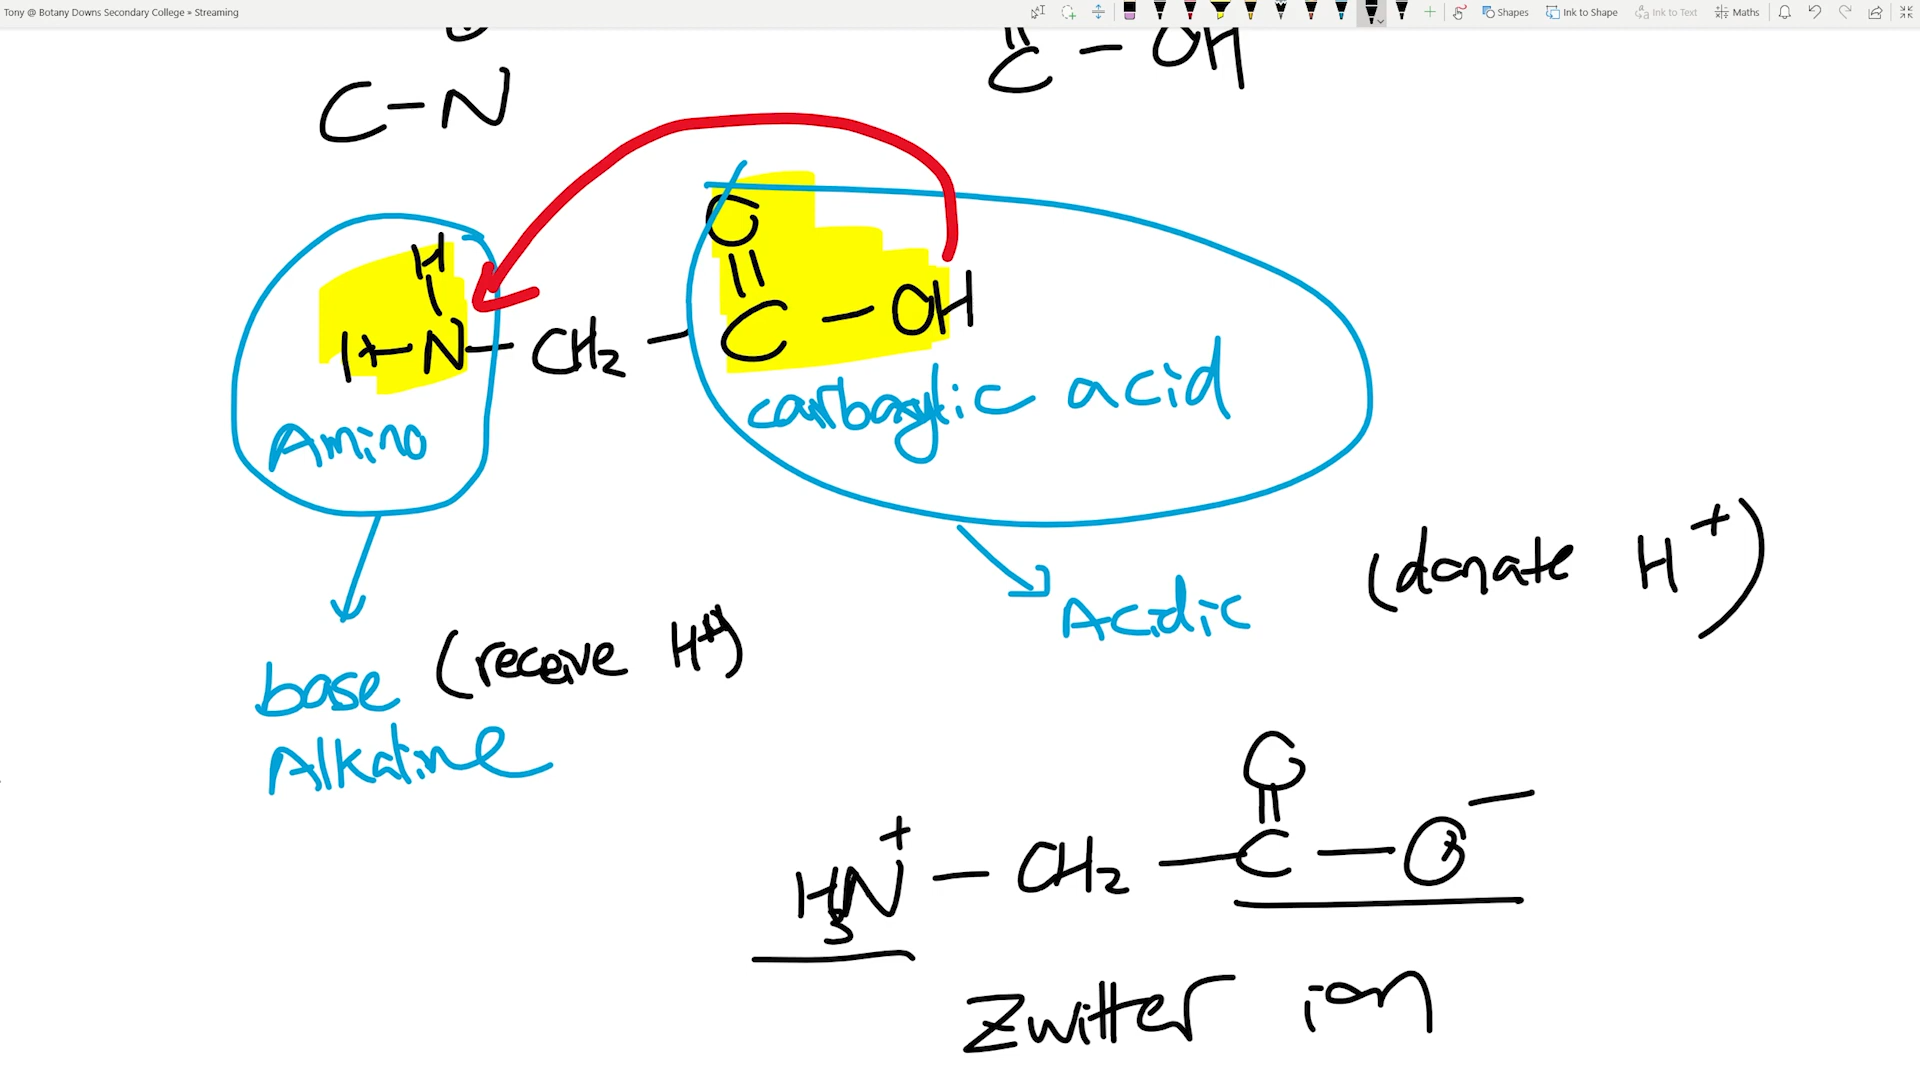 Tony @ Botany Downs Secondary College » Streaming
Shapes Ink to Shape Ink to Text Maths
C - N
C - OH
H
O
H - N - CH2 - C - OH
Amino
carboxylic acid
(donate H+)
Acidic
base (receive H+)
Alkaline
O
H3N+ - CH2 - C - O-
Zwitter ion